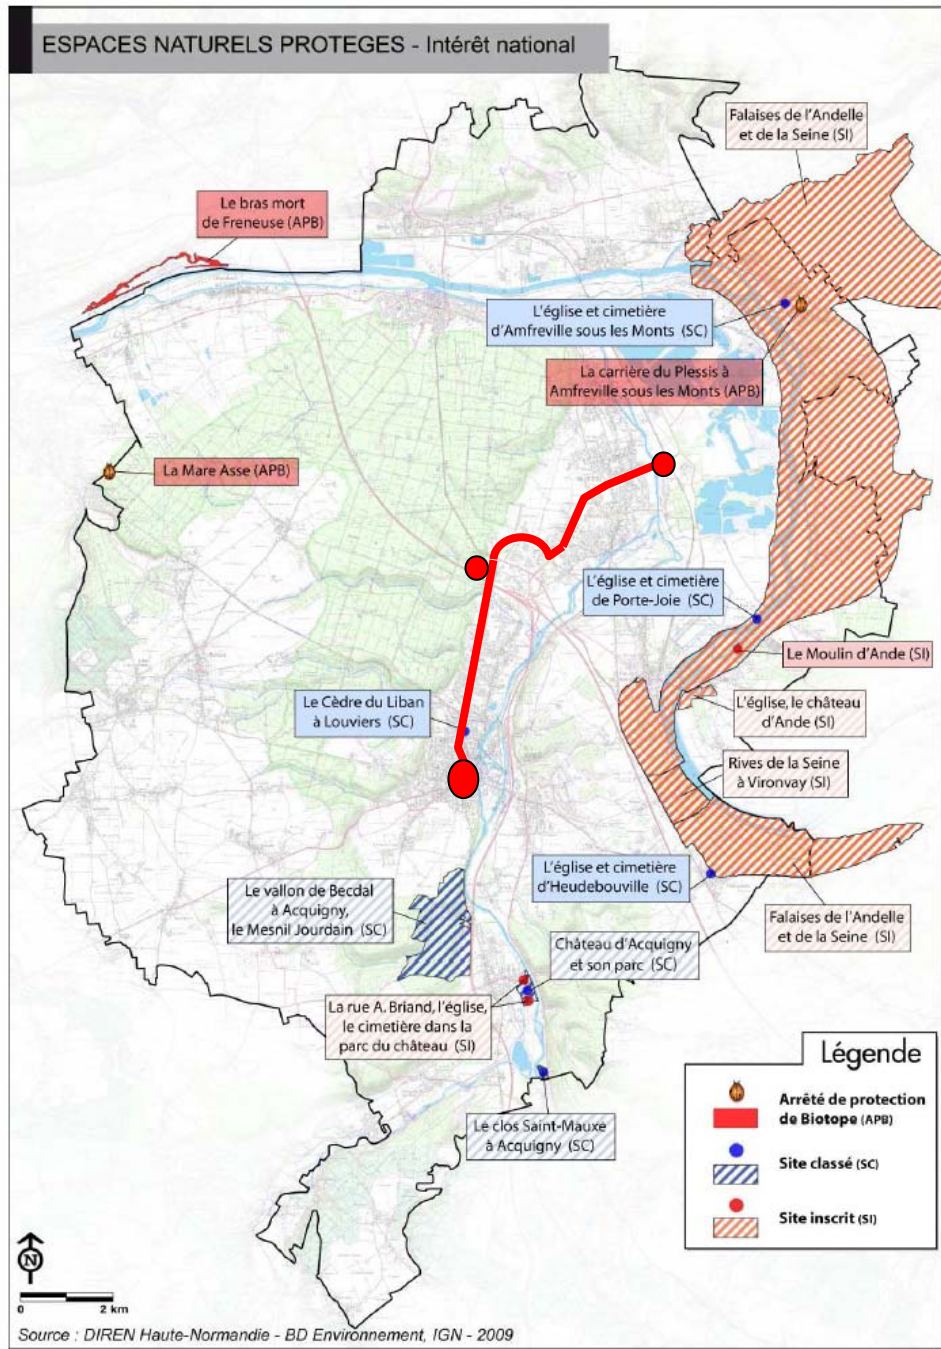 ESPACES NATURELS PROTEGES - Intérêt national
Falaises de l'Andelle
et de la Seine (SI)
Le bras mort
de Freneuse (APB)
L'église et cimetière
d'Amfreville sous les Monts (SC)
La carrière du Plessis à
Amfreville sous les Monts (APB)
La Mare Asse (APB)
L'église et cimetière
de Porte-Joie (SC)
Le Moulin d'Ande (SI)
Le Cèdre du Liban
à Louviers (SC)
L'église, le château
d'Ande (SI)
Rives de la Seine
à Vironvay (SI)
L'église et cimetière
d'Heudebouville (SC)
Le vallon de Becdal
à Acquigny,
le Mesnil Jourdain (SC)
Falaises de l'Andelle
et de la Seine (SI)
Château d'Acquigny
et son parc (SC)
La rue A. Briand, l'église,
le cimetière dans la
parc du château (SI)
Le clos Saint-Mauxe
à Acquigny (SC)
Légende
Arrêté de protection
de Biotope (APB)
Site classé (SC)
Site inscrit (SI)
N
0 2 km
Source : DIREN Haute-Normandie - BD Environnement, IGN - 2009